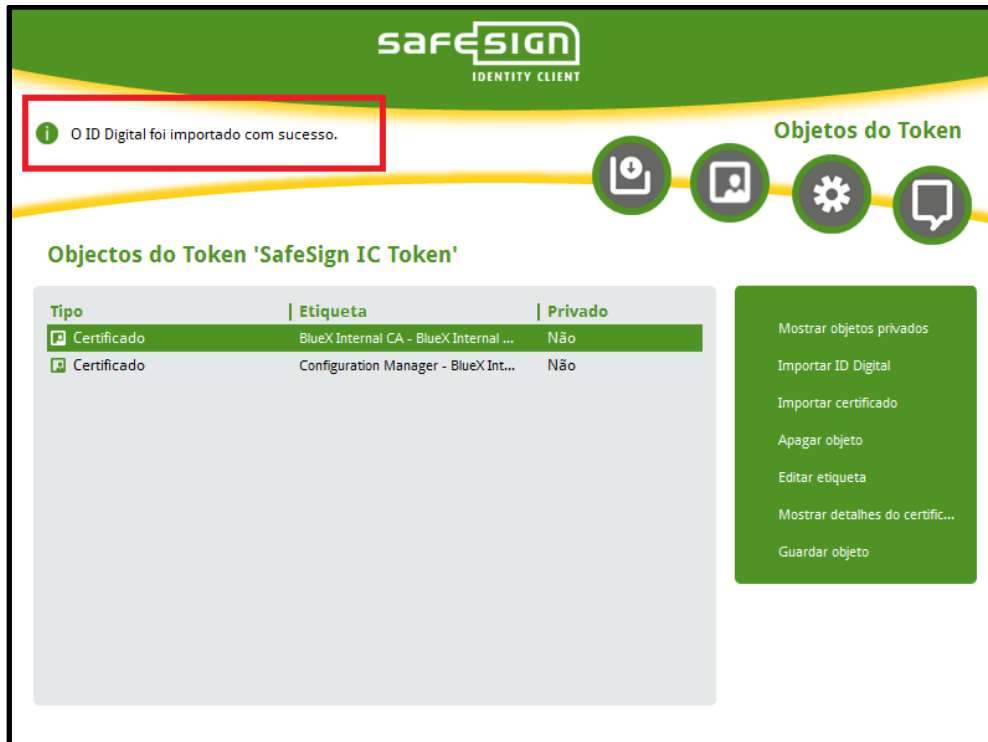 safesign
IDENTITY CLIENT
O ID Digital foi importado com sucesso.
Objetos do Token
Objectos do Token 'SafeSign IC Token'
Tipo Etiqueta Privado
Certificado BlueX Internal CA - BlueX Internal ... Não
Certificado Configuration Manager - BlueX Int... Não
Mostrar objetos privados
Importar ID Digital
Importar certificado
Apagar objeto
Editar etiqueta
Mostrar detalhes do certific...
Guardar objeto